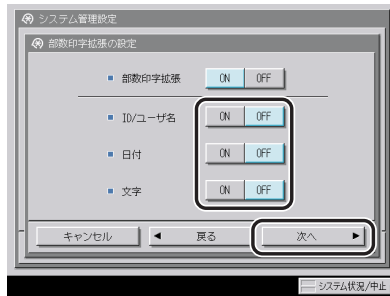 システム管理設定
部数印字拡張の設定
部数印字拡張 ON OFF
ID/ユーザ名 ON OFF
日付 ON OFF
文字 ON OFF
キャンセル ◀ 戻る 次へ ▶
システム状況/中止